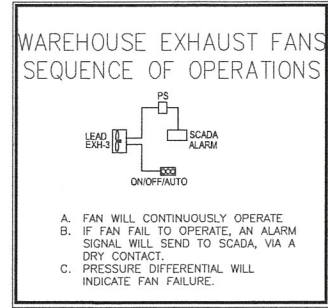 WAREHOUSE EXHAUST FANS
SEQUENCE OF OPERATIONS
PS
LEAD
EXH-3
SCADA
ALARM
ON/OFF/AUTO
A. FAN WILL CONTINUOUSLY OPERATE
B. IF FAN FAIL TO OPERATE, AN ALARM
SIGNAL WILL SEND TO SCADA, VIA A
DRY CONTACT.
C. PRESSURE DIFFERENTIAL WILL
INDICATE FAN FAILURE.